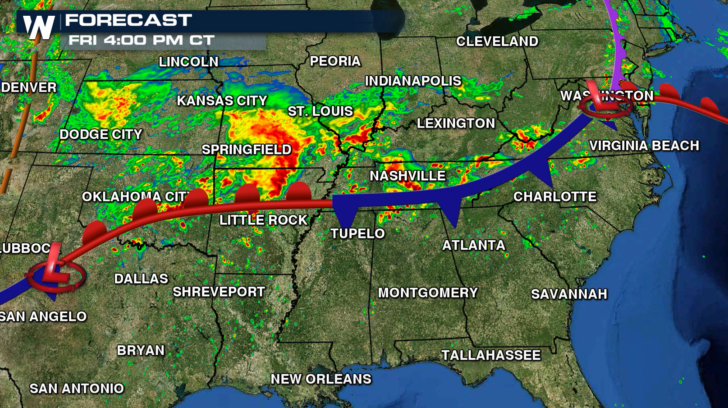 W
FORECAST
FRI 4:00 PM CT
CLEVELAND
LINCOLN
PEORIA
INDIANAPOLIS
DENVER
KANSAS CITY
ST. LOUIS
WASHINGTON
LEXINGTON
DODGE CITY
SPRINGFIELD
VIRGINIA BEACH
NASHVILLE
OKLAHOMA CIT
CHARLOTTE
LITTLE ROCK
TUPELO
LUBBOC
ATLANTA
DALLAS
SHREVEPORT
MONTGOMERY
SAVANNAH
SAN ANGELO
BRYAN
TALLAHASSEE
NEW ORLEANS
SAN ANTONIO
L
L